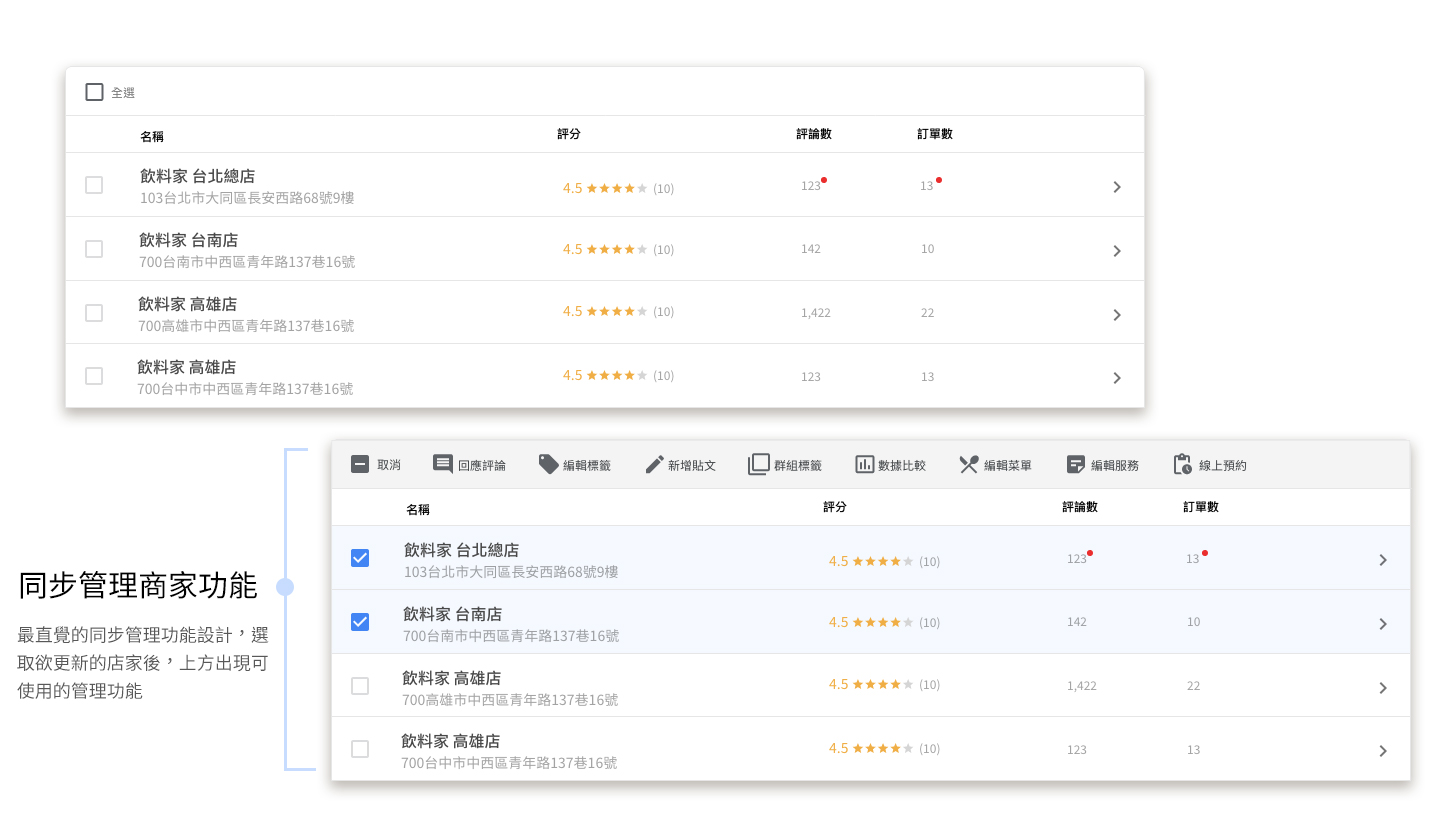 全選
名稱 評分 評論數 訂單數
飲料家 台北總店
103台北市大同區長安西路68號9樓
4.5 (10) 123 13
飲料家 台南店
700台南市中西區青年路137巷16號
4.5 (10) 142 10
飲料家 高雄店
700高雄市中西區青年路137巷16號
4.5 (10) 1,422 22
飲料家 高雄店
700台中市中西區青年路137巷16號
4.5 (10) 123 13
同步管理商家功能
最直覺的同步管理功能設計，選
取欲更新的店家後，上方出現可
使用的管理功能
取消 回應評論 編輯標籤 新增貼文 群組標籤 數據比較 編輯菜單 編輯服務 線上預約
名稱 評分 評論數 訂單數
飲料家 台北總店
103台北市大同區長安西路68號9樓
4.5 (10) 123 13
飲料家 台南店
700台南市中西區青年路137巷16號
4.5 (10) 142 10
飲料家 高雄店
700高雄市中西區青年路137巷16號
4.5 (10) 1,422 22
飲料家 高雄店
700台中市中西區青年路137巷16號
4.5 (10) 123 13